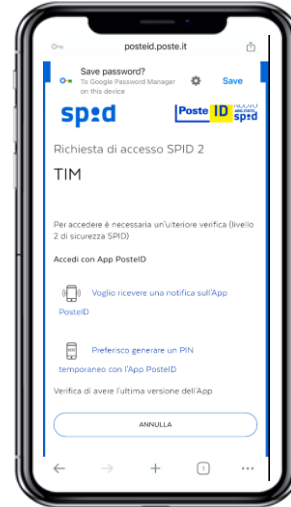 posteid.poste.it
Save password?
To Google Password Manager
on this device
Save
spid
Poste ID NUOVO
spid
Richiesta di accesso SPID 2
TIM
Per accedere è necessaria un'ulteriore verifica (livello
2 di sicurezza SPID)
Accedi con App PosteID
Voglio ricevere una notifica sull'App
PosteID
Preferisco generare un PIN
temporaneo con l'App PosteID
Verifica di avere l'ultima versione dell'App
ANNULLA
1